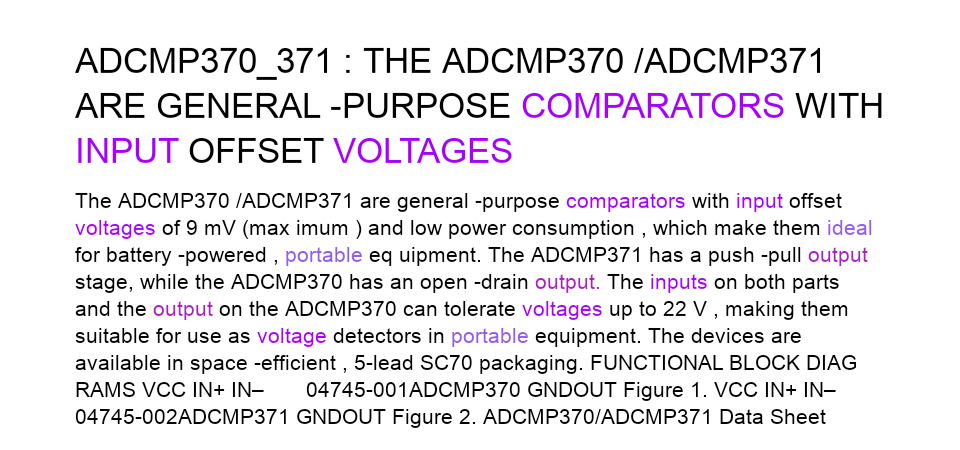 ADCMP370_371 : THE ADCMP370 /ADCMP371
ARE GENERAL -PURPOSE COMPARATORS WITH
INPUT OFFSET VOLTAGES
The ADCMP370 /ADCMP371 are general -purpose comparators with input offset
voltages of 9 mV (max imum ) and low power consumption , which make them ideal
for battery -powered , portable eq uipment. The ADCMP371 has a push -pull output
stage, while the ADCMP370 has an open -drain output. The inputs on both parts
and the output on the ADCMP370 can tolerate voltages up to 22 V , making them
suitable for use as voltage detectors in portable equipment. The devices are
available in space -efficient , 5-lead SC70 packaging. FUNCTIONAL BLOCK DIAG
RAMS VCC IN+ IN– 04745-001ADCMP370 GNDOUT Figure 1. VCC IN+ IN–
04745-002ADCMP371 GNDOUT Figure 2. ADCMP370/ADCMP371 Data Sheet